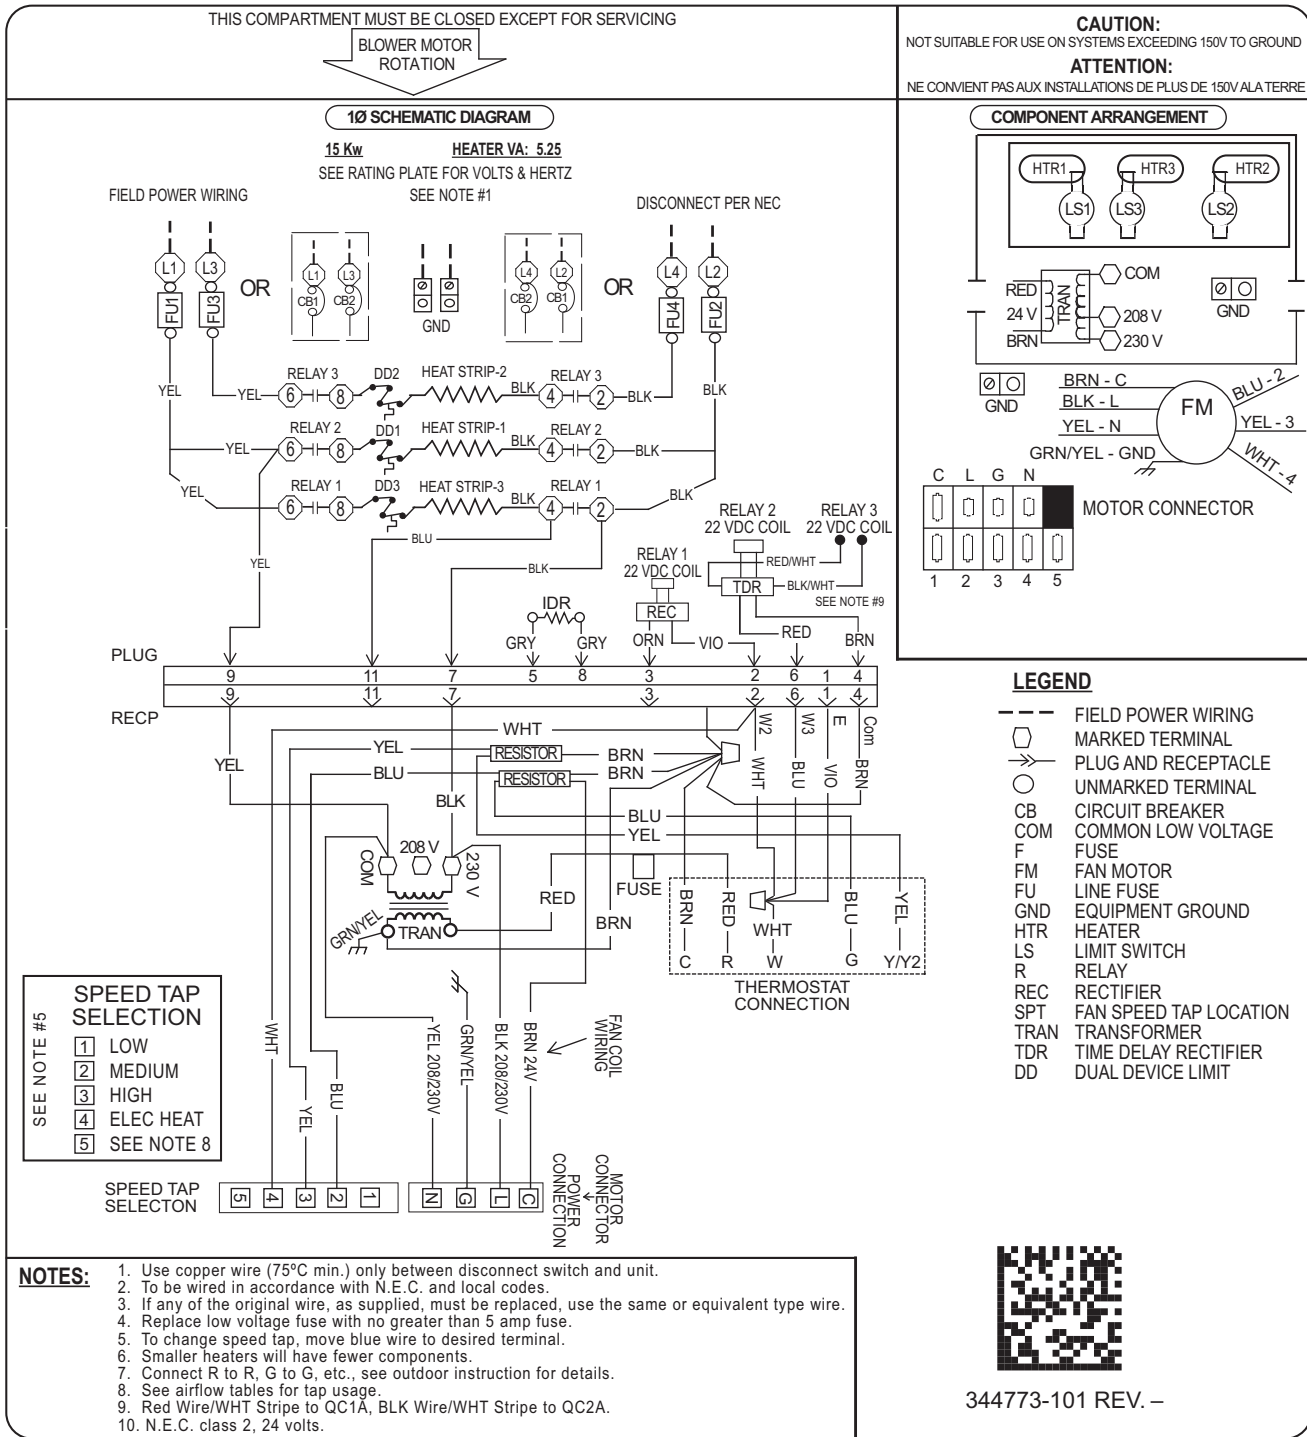 THIS COMPARTMENT MUST BE CLOSED EXCEPT FOR SERVICING
BLOWER MOTOR
ROTATION
CAUTION:
NOT SUITABLE FOR USE ON SYSTEMS EXCEEDING 150V TO GROUND
ATTENTION:
NE CONVIENT PAS AUX INSTALLATIONS DE PLUS DE 150V ALA TERRE
1Ø SCHEMATIC DIAGRAM
15 Kw HEATER VA: 5.25
SEE RATING PLATE FOR VOLTS & HERTZ
SEE NOTE #1
FIELD POWER WIRING
DISCONNECT PER NEC
L1 L3 L1 L3 L4 L2 L4 L2
FU1 FU3 OR CB1 CB2 GND CB2 CB1 OR FU4 FU2
YEL RELAY 3 DD2 HEAT STRIP-2 RELAY 3 BLK
YEL 6 8 BLK 4 2 BLK
RELAY 2 DD1 HEAT STRIP-1 RELAY 2
YEL 6 8 BLK 4 2 BLK
RELAY 1 DD3 HEAT STRIP-3 RELAY 1
YEL 6 8 BLK 4 2 BLK
BLU
YEL
BLK
RELAY 2
22 VDC COIL
RELAY 3
22 VDC COIL
RELAY 1
22 VDC COIL
RED/WHT
TDR BLK/WHT
SEE NOTE #9
IDR
REC
GRY GRY ORN VIO RED BRN
PLUG
9 11 7 5 8 3 2 6 1 4
9 11 7 3 2 6 1 4
RECP
WHT W2 W3 E Com
YEL RESISTOR BRN
BLU RESISTOR BRN
YEL BLK WHT BLU VIO BRN
BLU
YEL
COM 208 V 230 V
GRN/YEL TRAN
RED FUSE
BRN
BRN RED WHT BLU YEL
C R W G Y/Y2
THERMOSTAT
CONNECTION
SEE NOTE #5
SPEED TAP
SELECTION
1 LOW
2 MEDIUM
3 HIGH
4 ELEC HEAT
5 SEE NOTE 8
WHT
YEL
BLU
YEL 208/230V
GRN/YEL
BLK 208/230V
BRN 24V
FAN COIL
WIRING
SPEED TAP
SELECTON
5 4 3 2 1 N G L C
MOTOR
CONNECTOR
POWER
CONNECTION
COMPONENT ARRANGEMENT
HTR1 HTR3 HTR2
LS1 LS3 LS2
RED
24 V
BRN
TRAN
COM
208 V
230 V
GND
GND
BRN - C
BLK - L
YEL - N
GRN/YEL - GND
FM
BLU - 2
YEL - 3
WHT - 4
C L G N
MOTOR CONNECTOR
1 2 3 4 5
LEGEND
FIELD POWER WIRING
MARKED TERMINAL
PLUG AND RECEPTACLE
UNMARKED TERMINAL
CB CIRCUIT BREAKER
COM COMMON LOW VOLTAGE
F FUSE
FM FAN MOTOR
FU LINE FUSE
GND EQUIPMENT GROUND
HTR HEATER
LS LIMIT SWITCH
R RELAY
REC RECTIFIER
SPT FAN SPEED TAP LOCATION
TRAN TRANSFORMER
TDR TIME DELAY RECTIFIER
DD DUAL DEVICE LIMIT
NOTES:
1. Use copper wire (75ºC min.) only between disconnect switch and unit.
2. To be wired in accordance with N.E.C. and local codes.
3. If any of the original wire, as supplied, must be replaced, use the same or equivalent type wire.
4. Replace low voltage fuse with no greater than 5 amp fuse.
5. To change speed tap, move blue wire to desired terminal.
6. Smaller heaters will have fewer components.
7. Connect R to R, G to G, etc., see outdoor instruction for details.
8. See airflow tables for tap usage.
9. Red Wire/WHT Stripe to QC1A, BLK Wire/WHT Stripe to QC2A.
10. N.E.C. class 2, 24 volts.
344773-101 REV. –